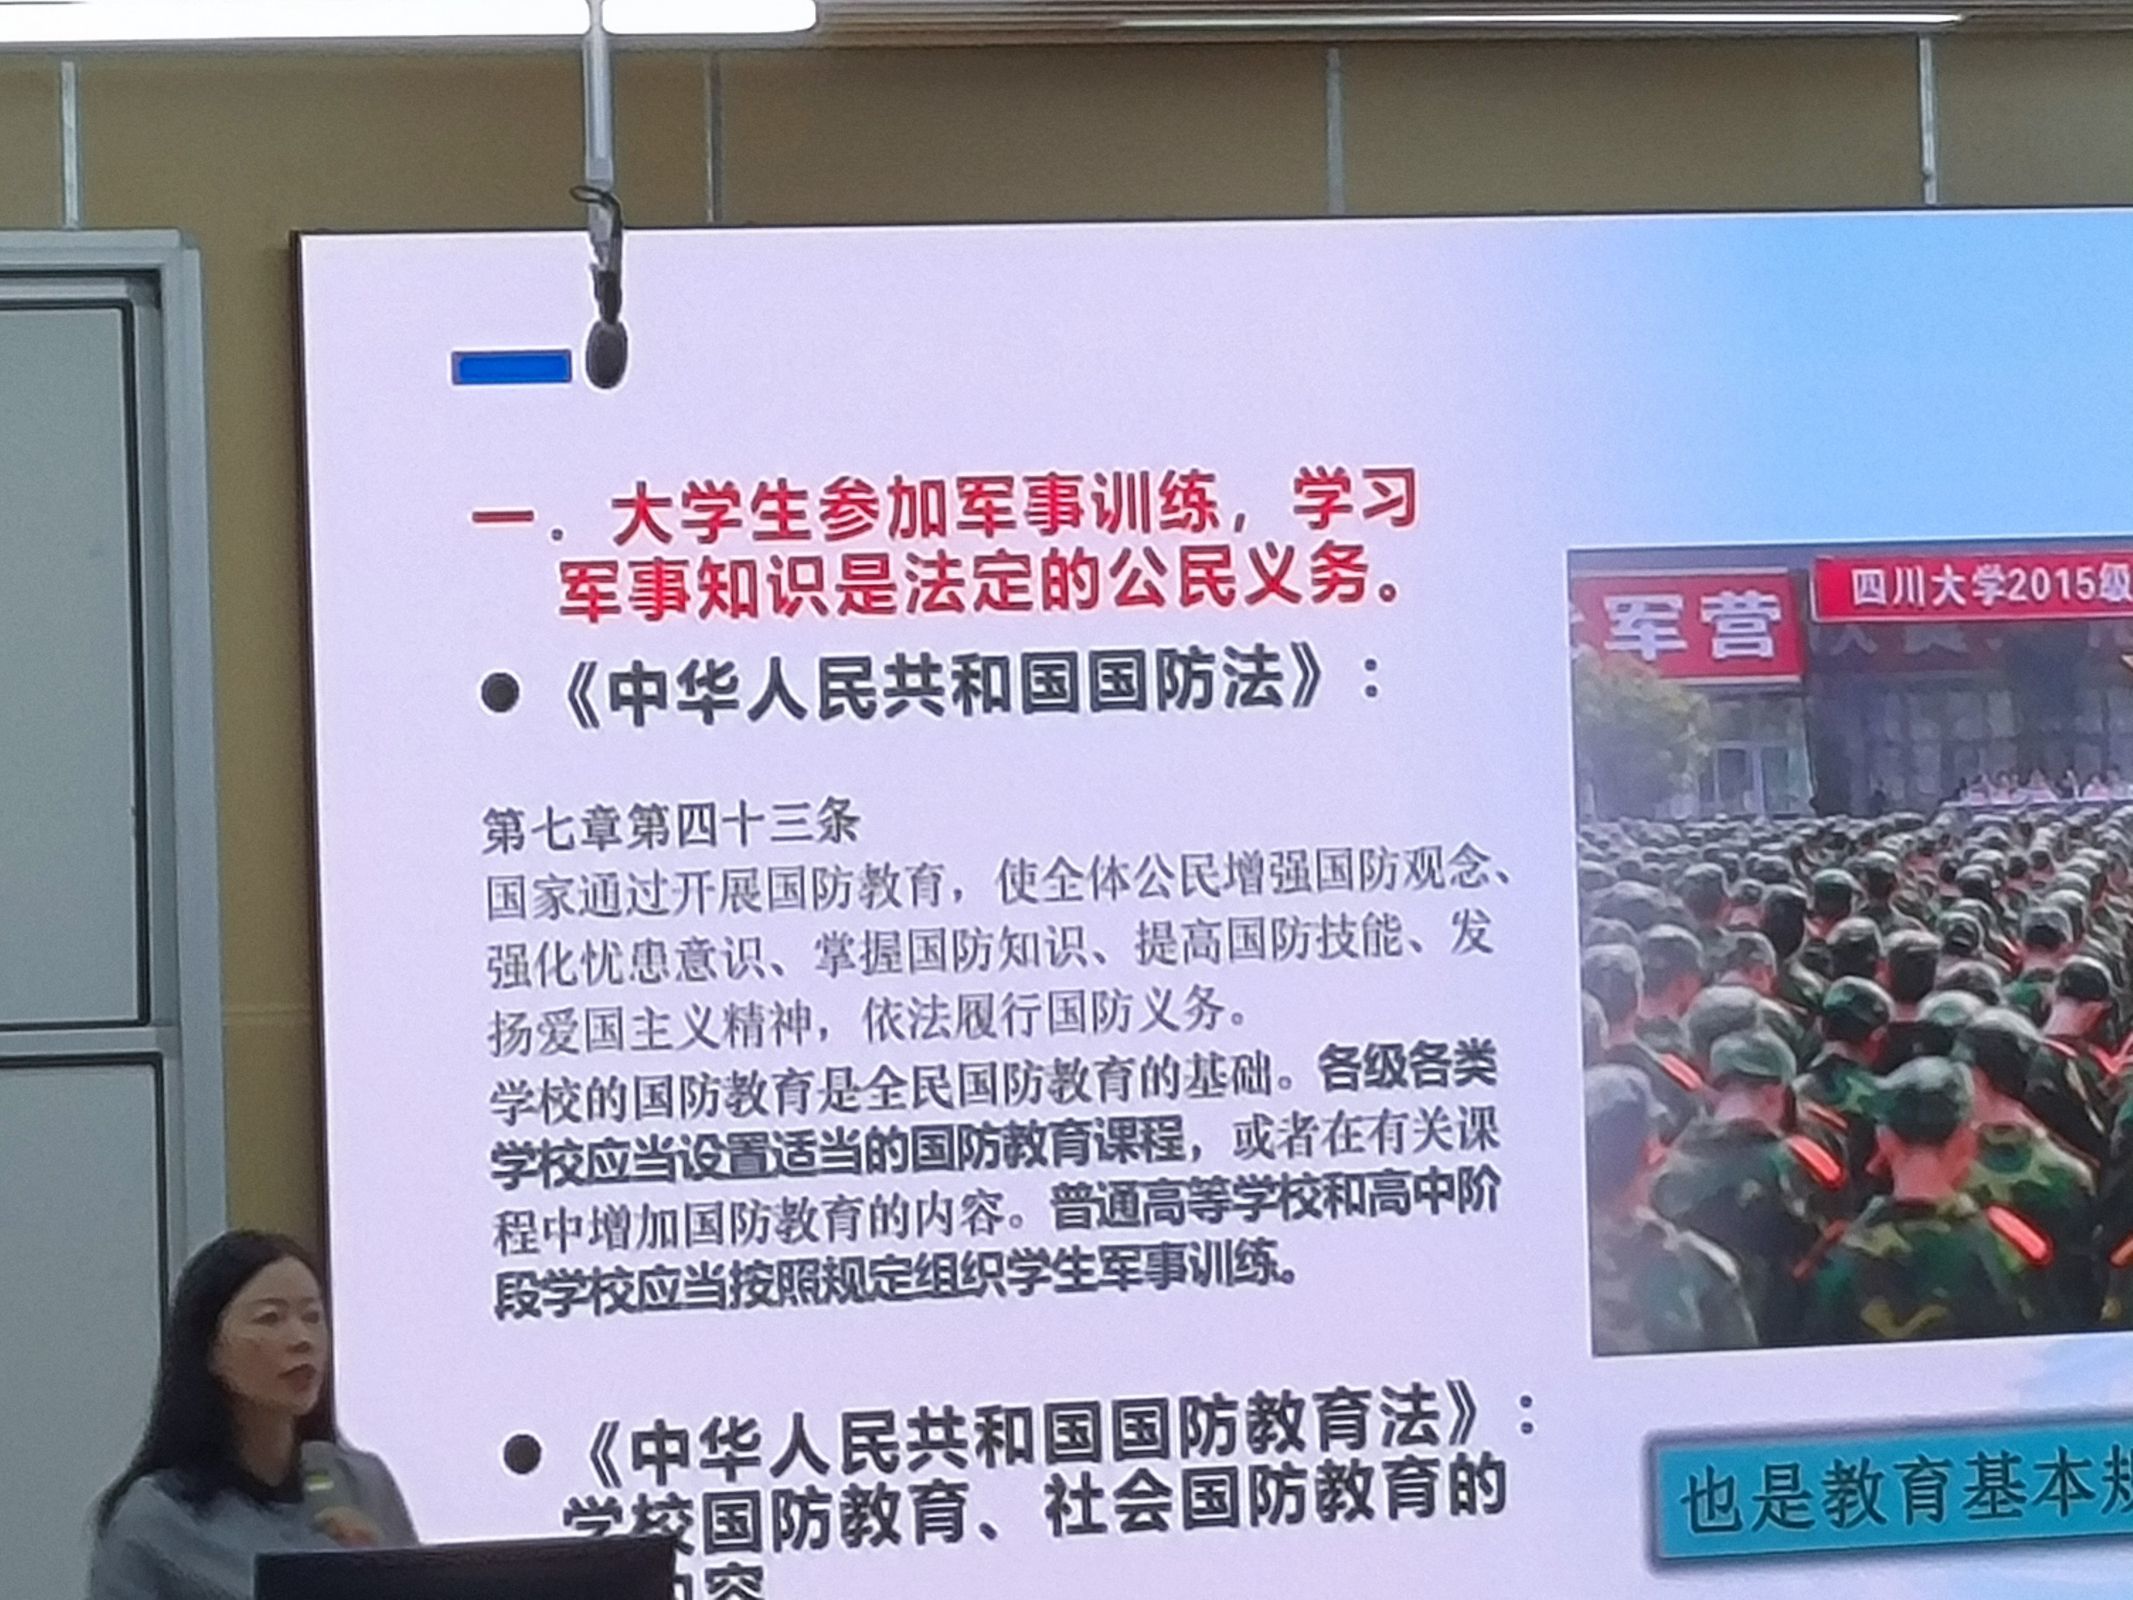 一．大学生参加军事训练，学习
军事知识是法定的公民义务。
● 《中华人民共和国国防法》：
第七章第四十三条
国家通过开展国防教育，使全体公民增强国防观念、
强化忧患意识、掌握国防知识、提高国防技能、发
扬爱国主义精神，依法履行国防义务。
学校的国防教育是全民国防教育的基础。各级各类
学校应当设置适当的国防教育课程，或者在有关课
程中增加国防教育的内容。普通高等学校和高中阶
段学校应当按照规定组织学生军事训练。
● 《中华人民共和国国防教育法》：
学校国防教育、社会国防教育的
容
军营
四川大学2015级
也是教育基本规